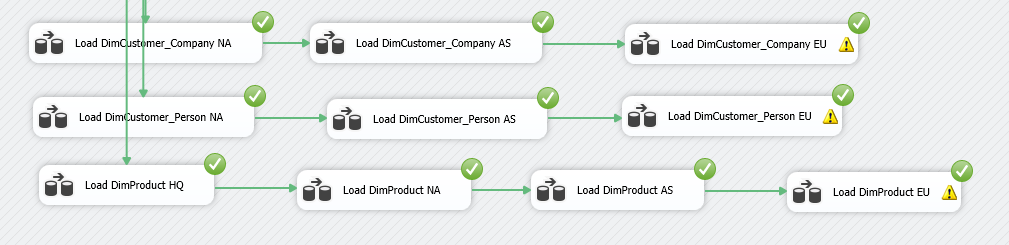 Load DimCustomer_Company NA
Load DimCustomer_Company AS
Load DimCustomer_Company EU
Load DimCustomer_Person NA
Load DimCustomer_Person AS
Load DimCustomer_Person EU
Load DimProduct HQ
Load DimProduct NA
Load DimProduct AS
Load DimProduct EU